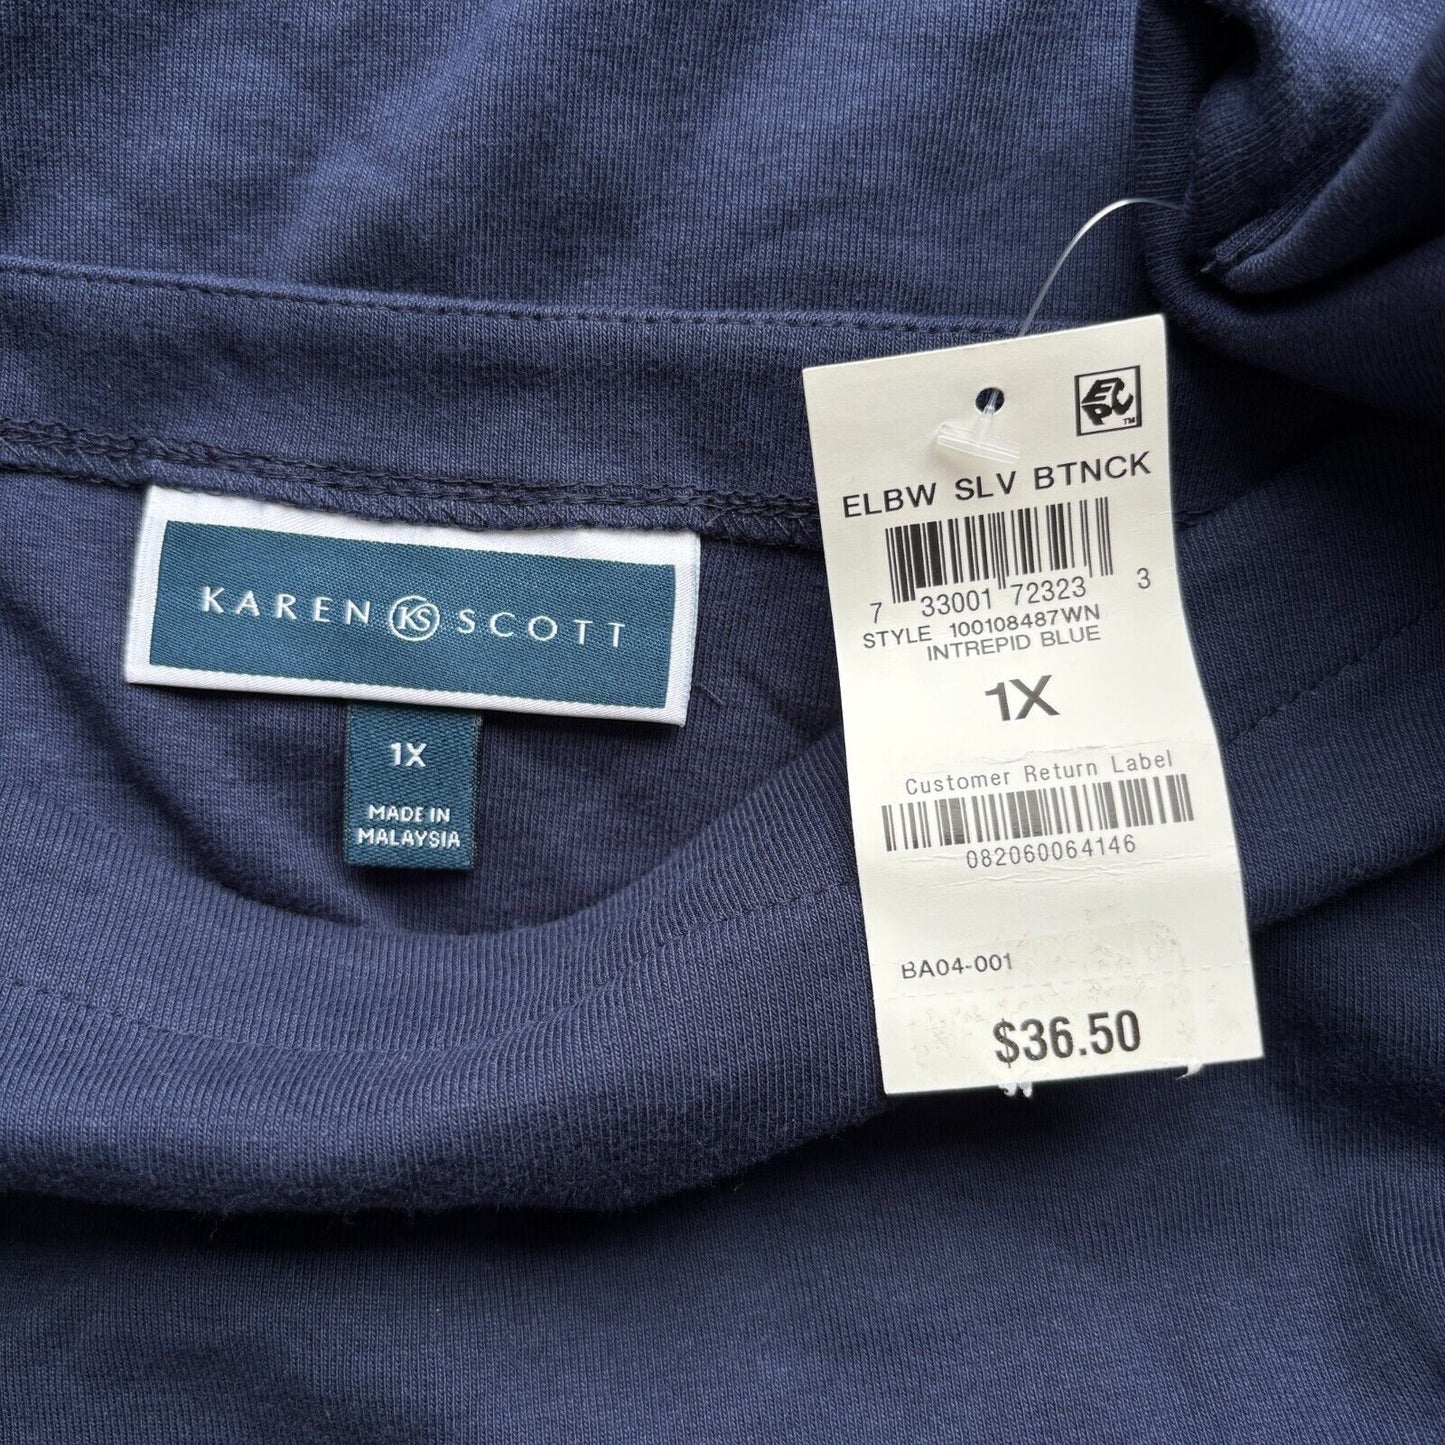 KAREN KS SCOTT
1X
MADE IN
MALAYSIA
EPC™
ELBW SLV BTNCK
7 33001 72323 3
STYLE 100108487WN
INTREPID BLUE
1X
Customer Return Label
082060064146
BA04-001
$36.50